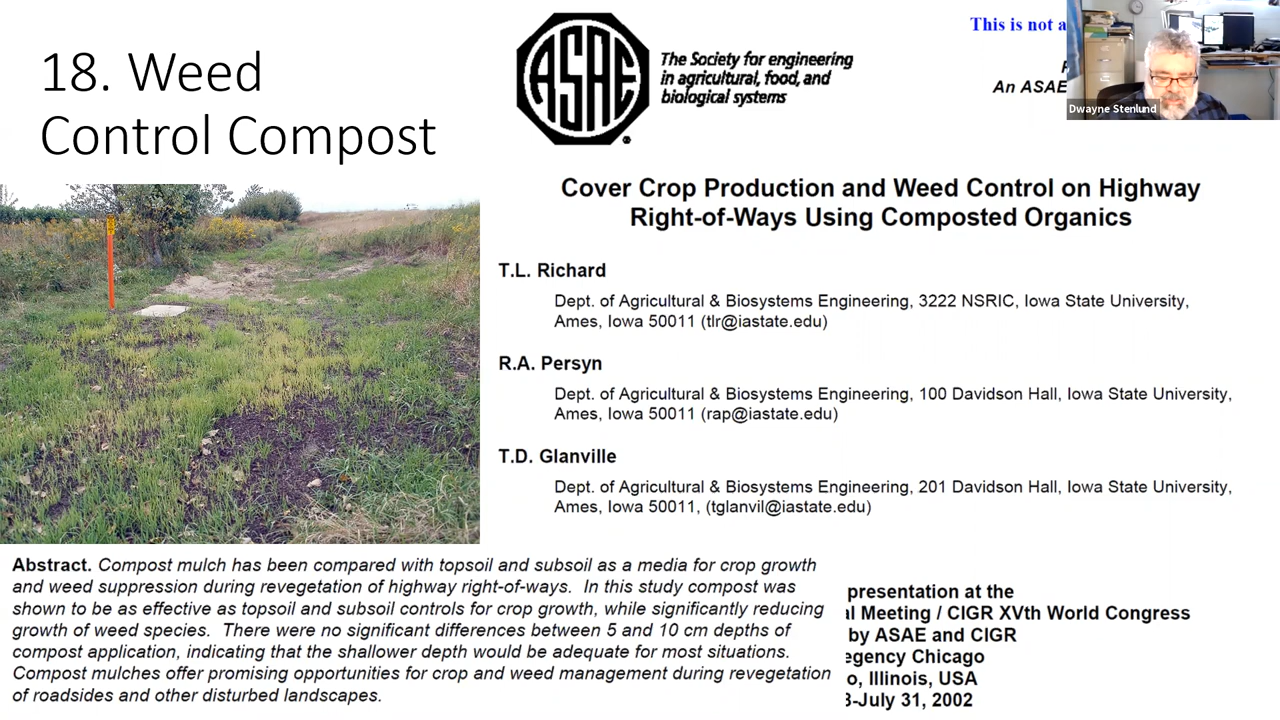 18. Weed
Control Compost
ASAE
The Society for engineering
in agricultural, food, and
biological systems
This is not a
An ASAE
Dwayne Stenlund
Cover Crop Production and Weed Control on Highway
Right-of-Ways Using Composted Organics
T.L. Richard
Dept. of Agricultural & Biosystems Engineering, 3222 NSRIC, Iowa State University,
Ames, Iowa 50011 (tlr@iastate.edu)
R.A. Persyn
Dept. of Agricultural & Biosystems Engineering, 100 Davidson Hall, Iowa State University,
Ames, Iowa 50011 (rap@iastate.edu)
T.D. Glanville
Dept. of Agricultural & Biosystems Engineering, 201 Davidson Hall, Iowa State University,
Ames, Iowa 50011, (tglanvil@iastate.edu)
Abstract. Compost mulch has been compared with topsoil and subsoil as a media for crop growth
and weed suppression during revegetation of highway right-of-ways. In this study compost was
shown to be as effective as topsoil and subsoil controls for crop growth, while significantly reducing
growth of weed species. There were no significant differences between 5 and 10 cm depths of
compost application, indicating that the shallower depth would be adequate for most situations.
Compost mulches offer promising opportunities for crop and weed management during revegetation
of roadsides and other disturbed landscapes.
presentation at the
l Meeting / CIGR XVth World Congress
by ASAE and CIGR
egency Chicago
o, Illinois, USA
-July 31, 2002